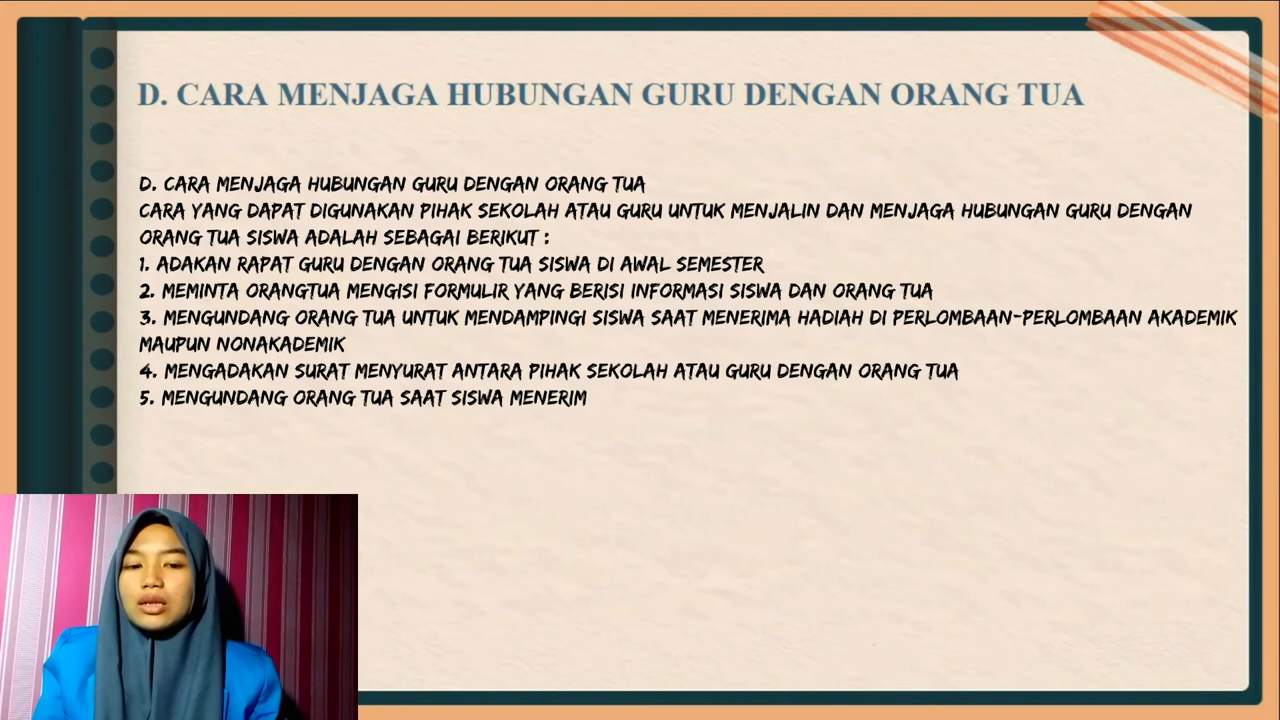 D. CARA MENJAGA HUBUNGAN GURU DENGAN ORANG TUA
D. CARA MENJAGA HUBUNGAN GURU DENGAN ORANG TUA
CARA YANG DAPAT DIGUNAKAN PIHAK SEKOLAH ATAU GURU UNTUK MENJALIN DAN MENJAGA HUBUNGAN GURU DENGAN
ORANG TUA SISWA ADALAH SEBAGAI BERIKUT :
1. ADAKAN RAPAT GURU DENGAN ORANG TUA SISWA DI AWAL SEMESTER
2. MEMINTA ORANGTUA MENGISI FORMULIR YANG BERISI INFORMASI SISWA DAN ORANG TUA
3. MENGUNDANG ORANG TUA UNTUK MENDAMPINGI SISWA SAAT MENERIMA HADIAH DI PERLOMBAAN-PERLOMBAAN AKADEMIK
MAUPUN NONAKADEMIK
4. MENGADAKAN SURAT MENYURAT ANTARA PIHAK SEKOLAH ATAU GURU DENGAN ORANG TUA
5. MENGUNDANG ORANG TUA SAAT SISWA MENERIM